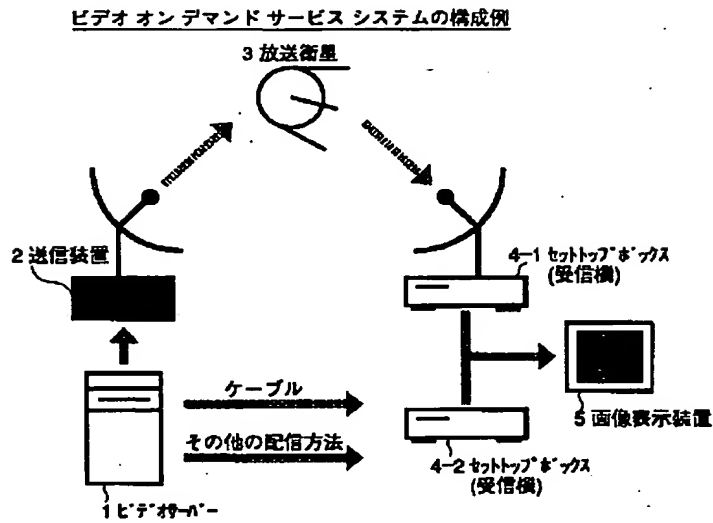 ビデオ オン デマンド サービス システムの構成例
3 放送衛星
2 送信装置
4-1 セットトップボックス
(受信機)
ケーブル
5 画像表示装置
その他の配信方法
4-2 セットトップボックス
(受信機)
1 ビデオサーバー